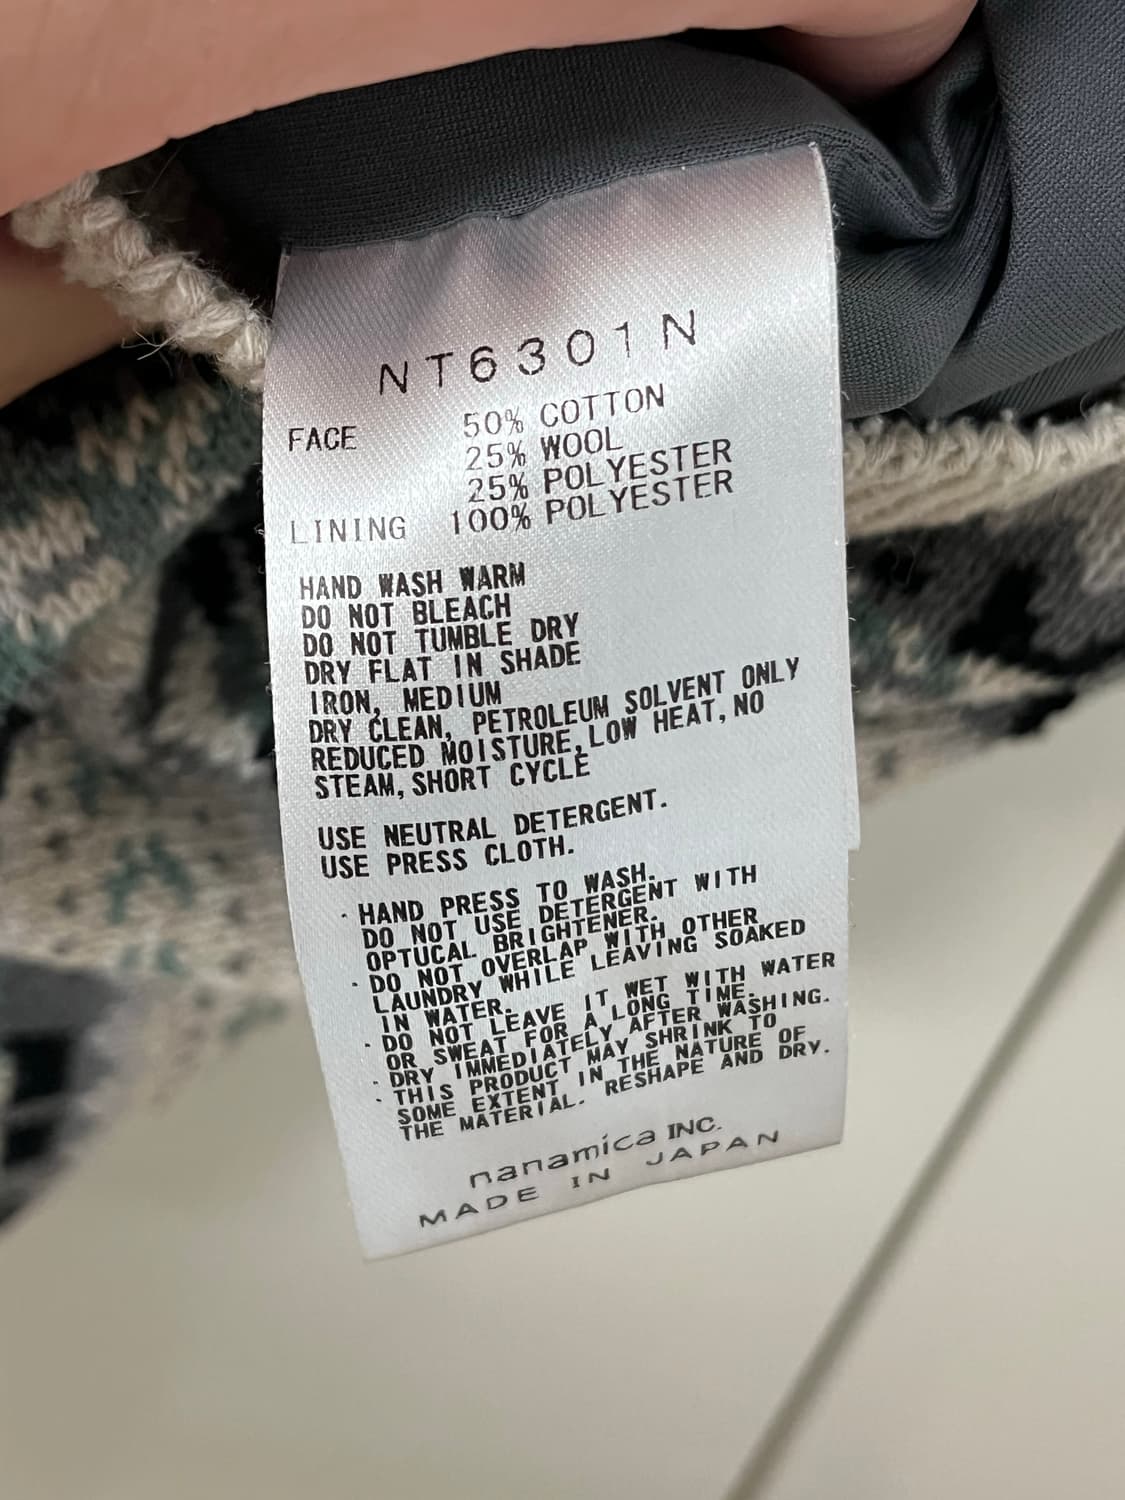 NT6301N
FACE 50% COTTON
25% WOOL
25% POLYESTER
LINING 100% POLYESTER
HAND WASH WARM
DO NOT BLEACH
DO NOT TUMBLE DRY
DRY FLAT IN SHADE
IRON, MEDIUM
DRY CLEAN, PETROLEUM SOLVENT ONLY
REDUCED MOISTURE, LOW HEAT, NO
STEAM, SHORT CYCLE
USE NEUTRAL DETERGENT.
USE PRESS CLOTH.
· HAND PRESS TO WASH.
DO NOT USE DETERGENT WITH
OPTUCAL BRIGHTENER.
· DO NOT OVERLAP WITH OTHER
LAUNDRY WHILE LEAVING SOAKED
IN WATER.
· DO NOT LEAVE IT WET WITH WATER
OR SWEAT FOR A LONG TIME.
· DRY IMMEDIATELY AFTER WASHING.
· THIS PRODUCT MAY SHRINK TO
SOME EXTENT IN THE NATURE OF
THE MATERIAL. RESHAPE AND DRY.
nanamica INC.
MADE IN JAPAN